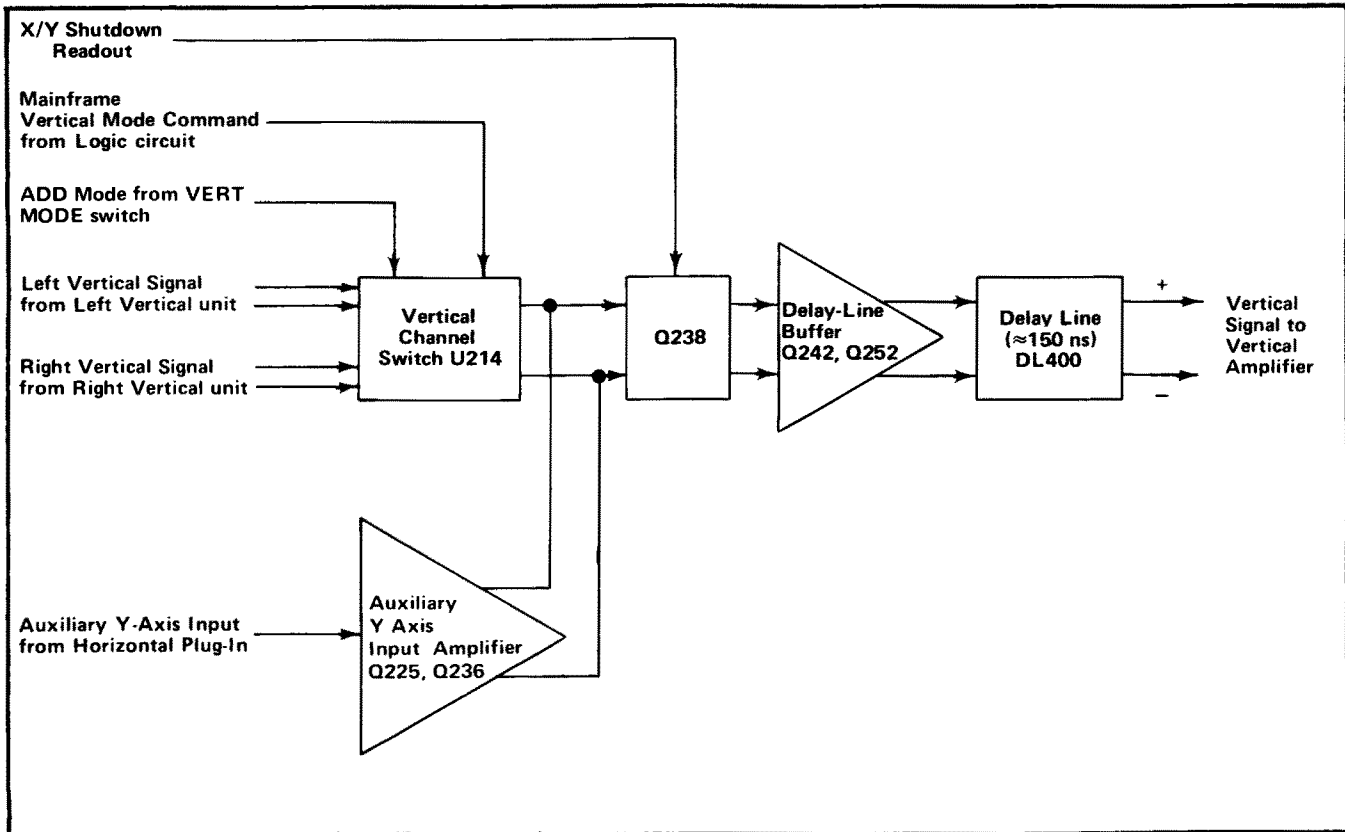 X/Y Shutdown
Readout
Mainframe
Vertical Mode Command
from Logic circuit
ADD Mode from VERT
MODE switch
Left Vertical Signal
from Left Vertical unit
Right Vertical Signal
from Right Vertical unit
Vertical
Channel
Switch U214
Q238
Delay-Line
Buffer
Q242, Q252
Delay Line
(≈150 ns)
DL400
+
–
Vertical
Signal to
Vertical
Amplifier
Auxiliary Y-Axis Input
from Horizontal Plug-In
Auxiliary
Y Axis
Input Amplifier
Q225, Q236